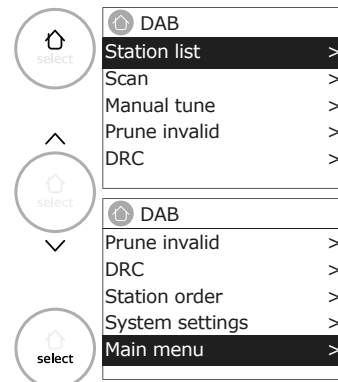 select
DAB
Station list >
Scan >
Manual tune >
Prune invalid >
DRC >
select
DAB
Prune invalid >
DRC >
Station order >
System settings >
Main menu >
select